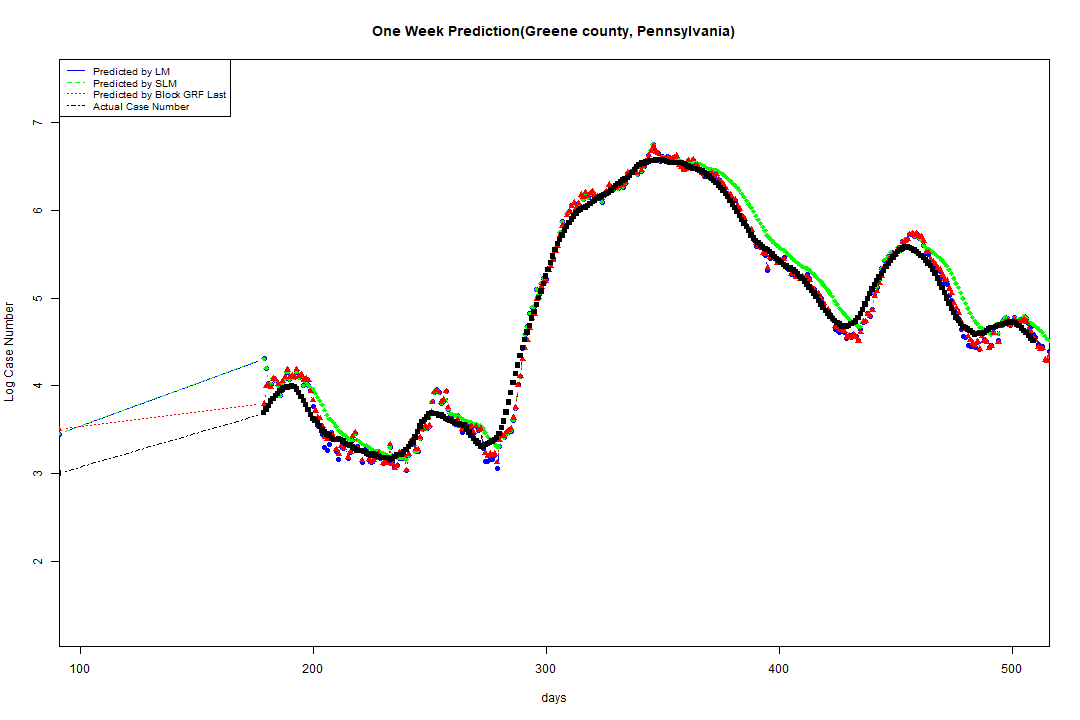 One Week Prediction(Greene county, Pennsylvania)
Predicted by LM
Predicted by SLM
Predicted by Block GRF Last
Actual Case Number
7
6
5
4
3
2
Log Case Number
100 200 300 400 500
days